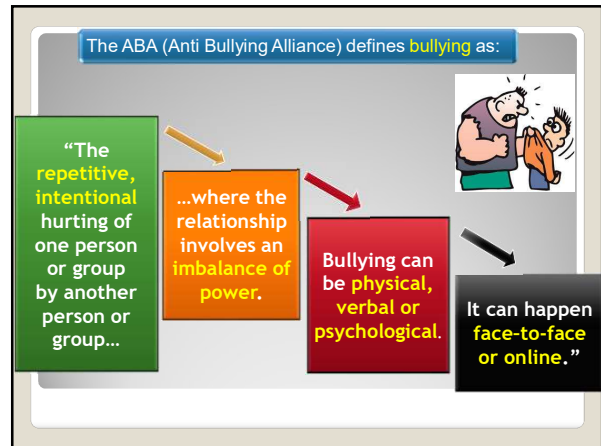 The ABA (Anti Bullying Alliance) defines bullying as:
“The
repetitive,
intentional
hurting of
one person
or group
by another
person or
group…
…where the
relationship
involves an
imbalance of
power.
Bullying can
be physical,
verbal or
psychological.
It can happen
face-to-face
or online.”